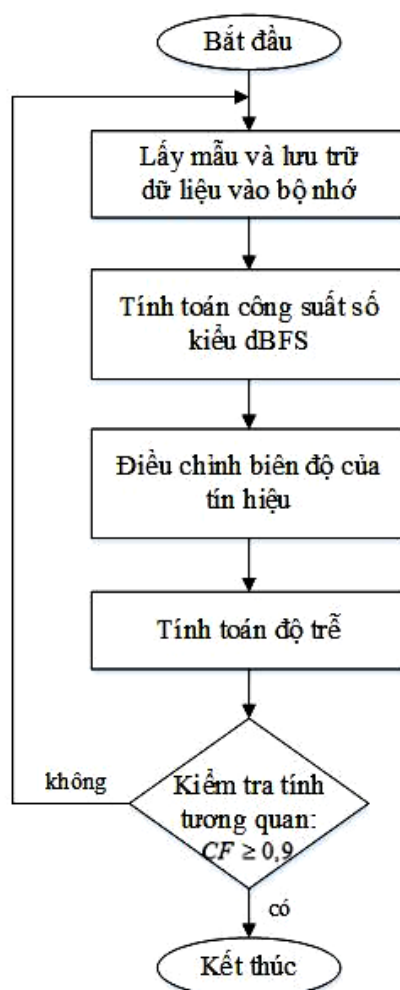 Bắt đầu
Lấy mẫu và lưu trữ
dữ liệu vào bộ nhớ
Tính toán công suất số
kiểu dBFS
Điều chỉnh biên độ của
tín hiệu
Tính toán độ trễ
không
Kiểm tra tính
tương quan:
CF ≥ 0,9
có
Kết thúc